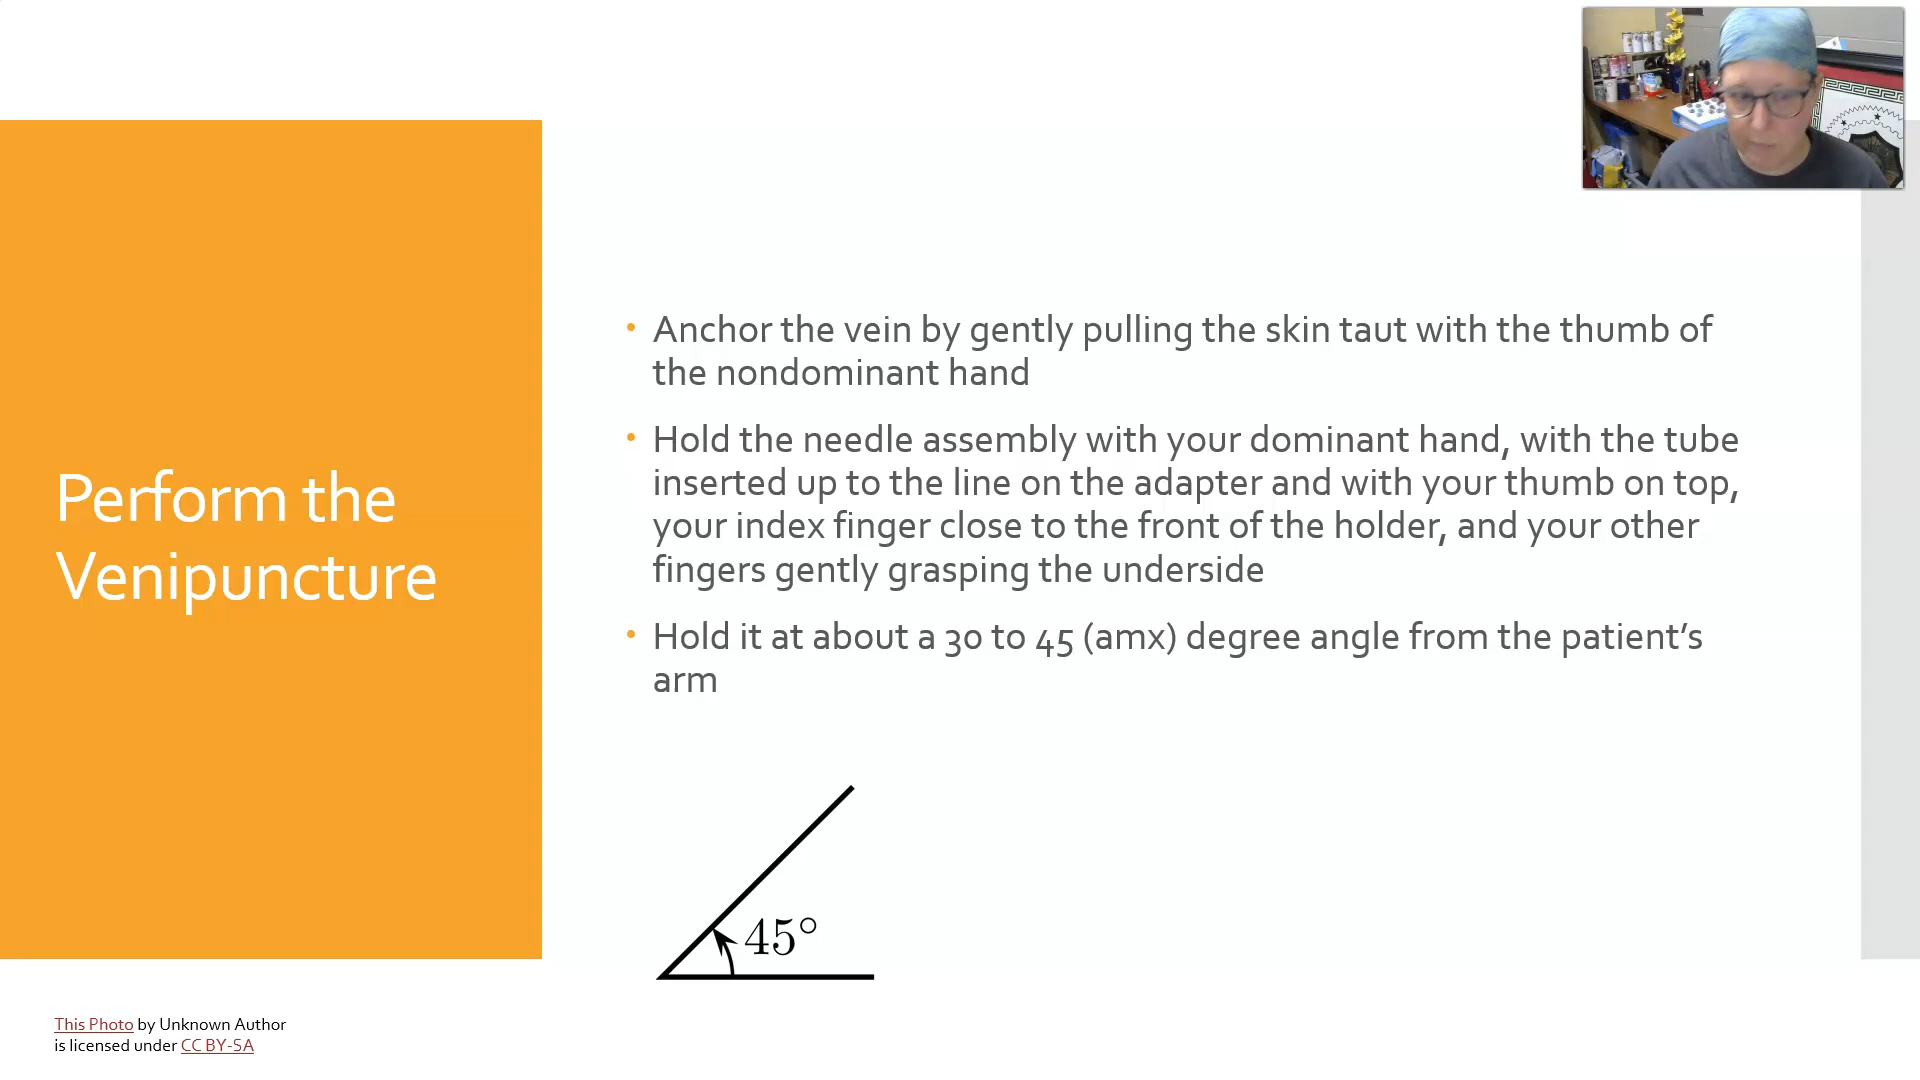 Perform the
Venipuncture
• Anchor the vein by gently pulling the skin taut with the thumb of
the nondominant hand
• Hold the needle assembly with your dominant hand, with the tube
inserted up to the line on the adapter and with your thumb on top,
your index finger close to the front of the holder, and your other
fingers gently grasping the underside
• Hold it at about a 30 to 45 (amx) degree angle from the patient’s
arm
45°
This Photo by Unknown Author
is licensed under CC BY-SA